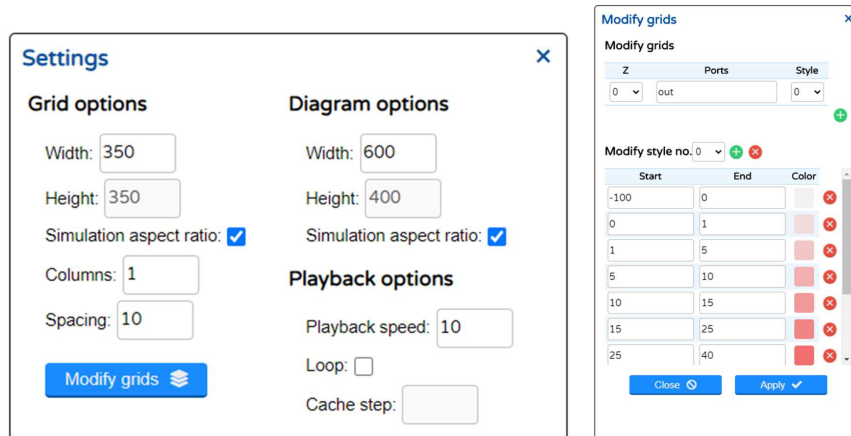 Settings ×
Grid options
Width: 350
Height: 350
Simulation aspect ratio:
Columns: 1
Spacing: 10
Modify grids
Diagram options
Width: 600
Height: 400
Simulation aspect ratio:
Playback options
Playback speed: 10
Loop:
Cache step:
Modify grids ×
Modify grids
Z Ports Style
0 out 0
Modify style no. 0
Start End Color
-100 0
0 1
1 5
5 10
10 15
15 25
25 40
Close Apply